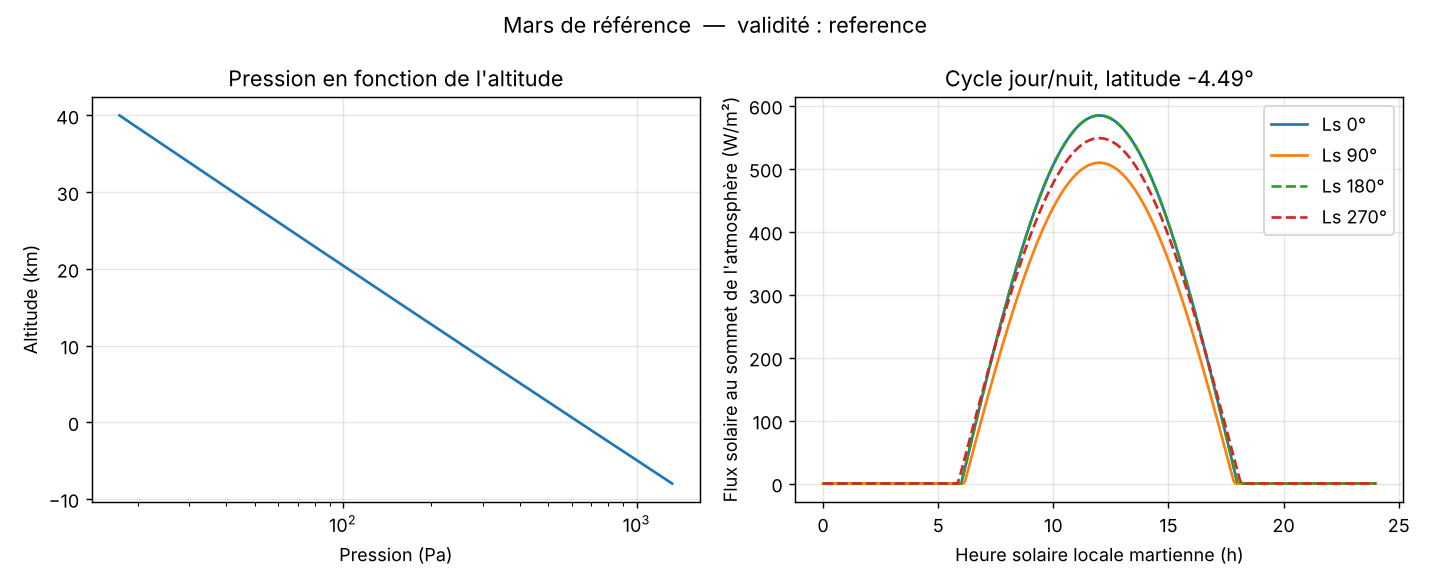 Mars de référence — validité : reference
Pression en fonction de l'altitude
Altitude (km)
40
30
20
10
0
−10
10²
10³
Pression (Pa)
Cycle jour/nuit, latitude -4.49°
Flux solaire au sommet de l'atmosphère (W/m²)
600
500
400
300
200
100
0
Ls 0°
Ls 90°
Ls 180°
Ls 270°
0
5
10
15
20
25
Heure solaire locale martienne (h)